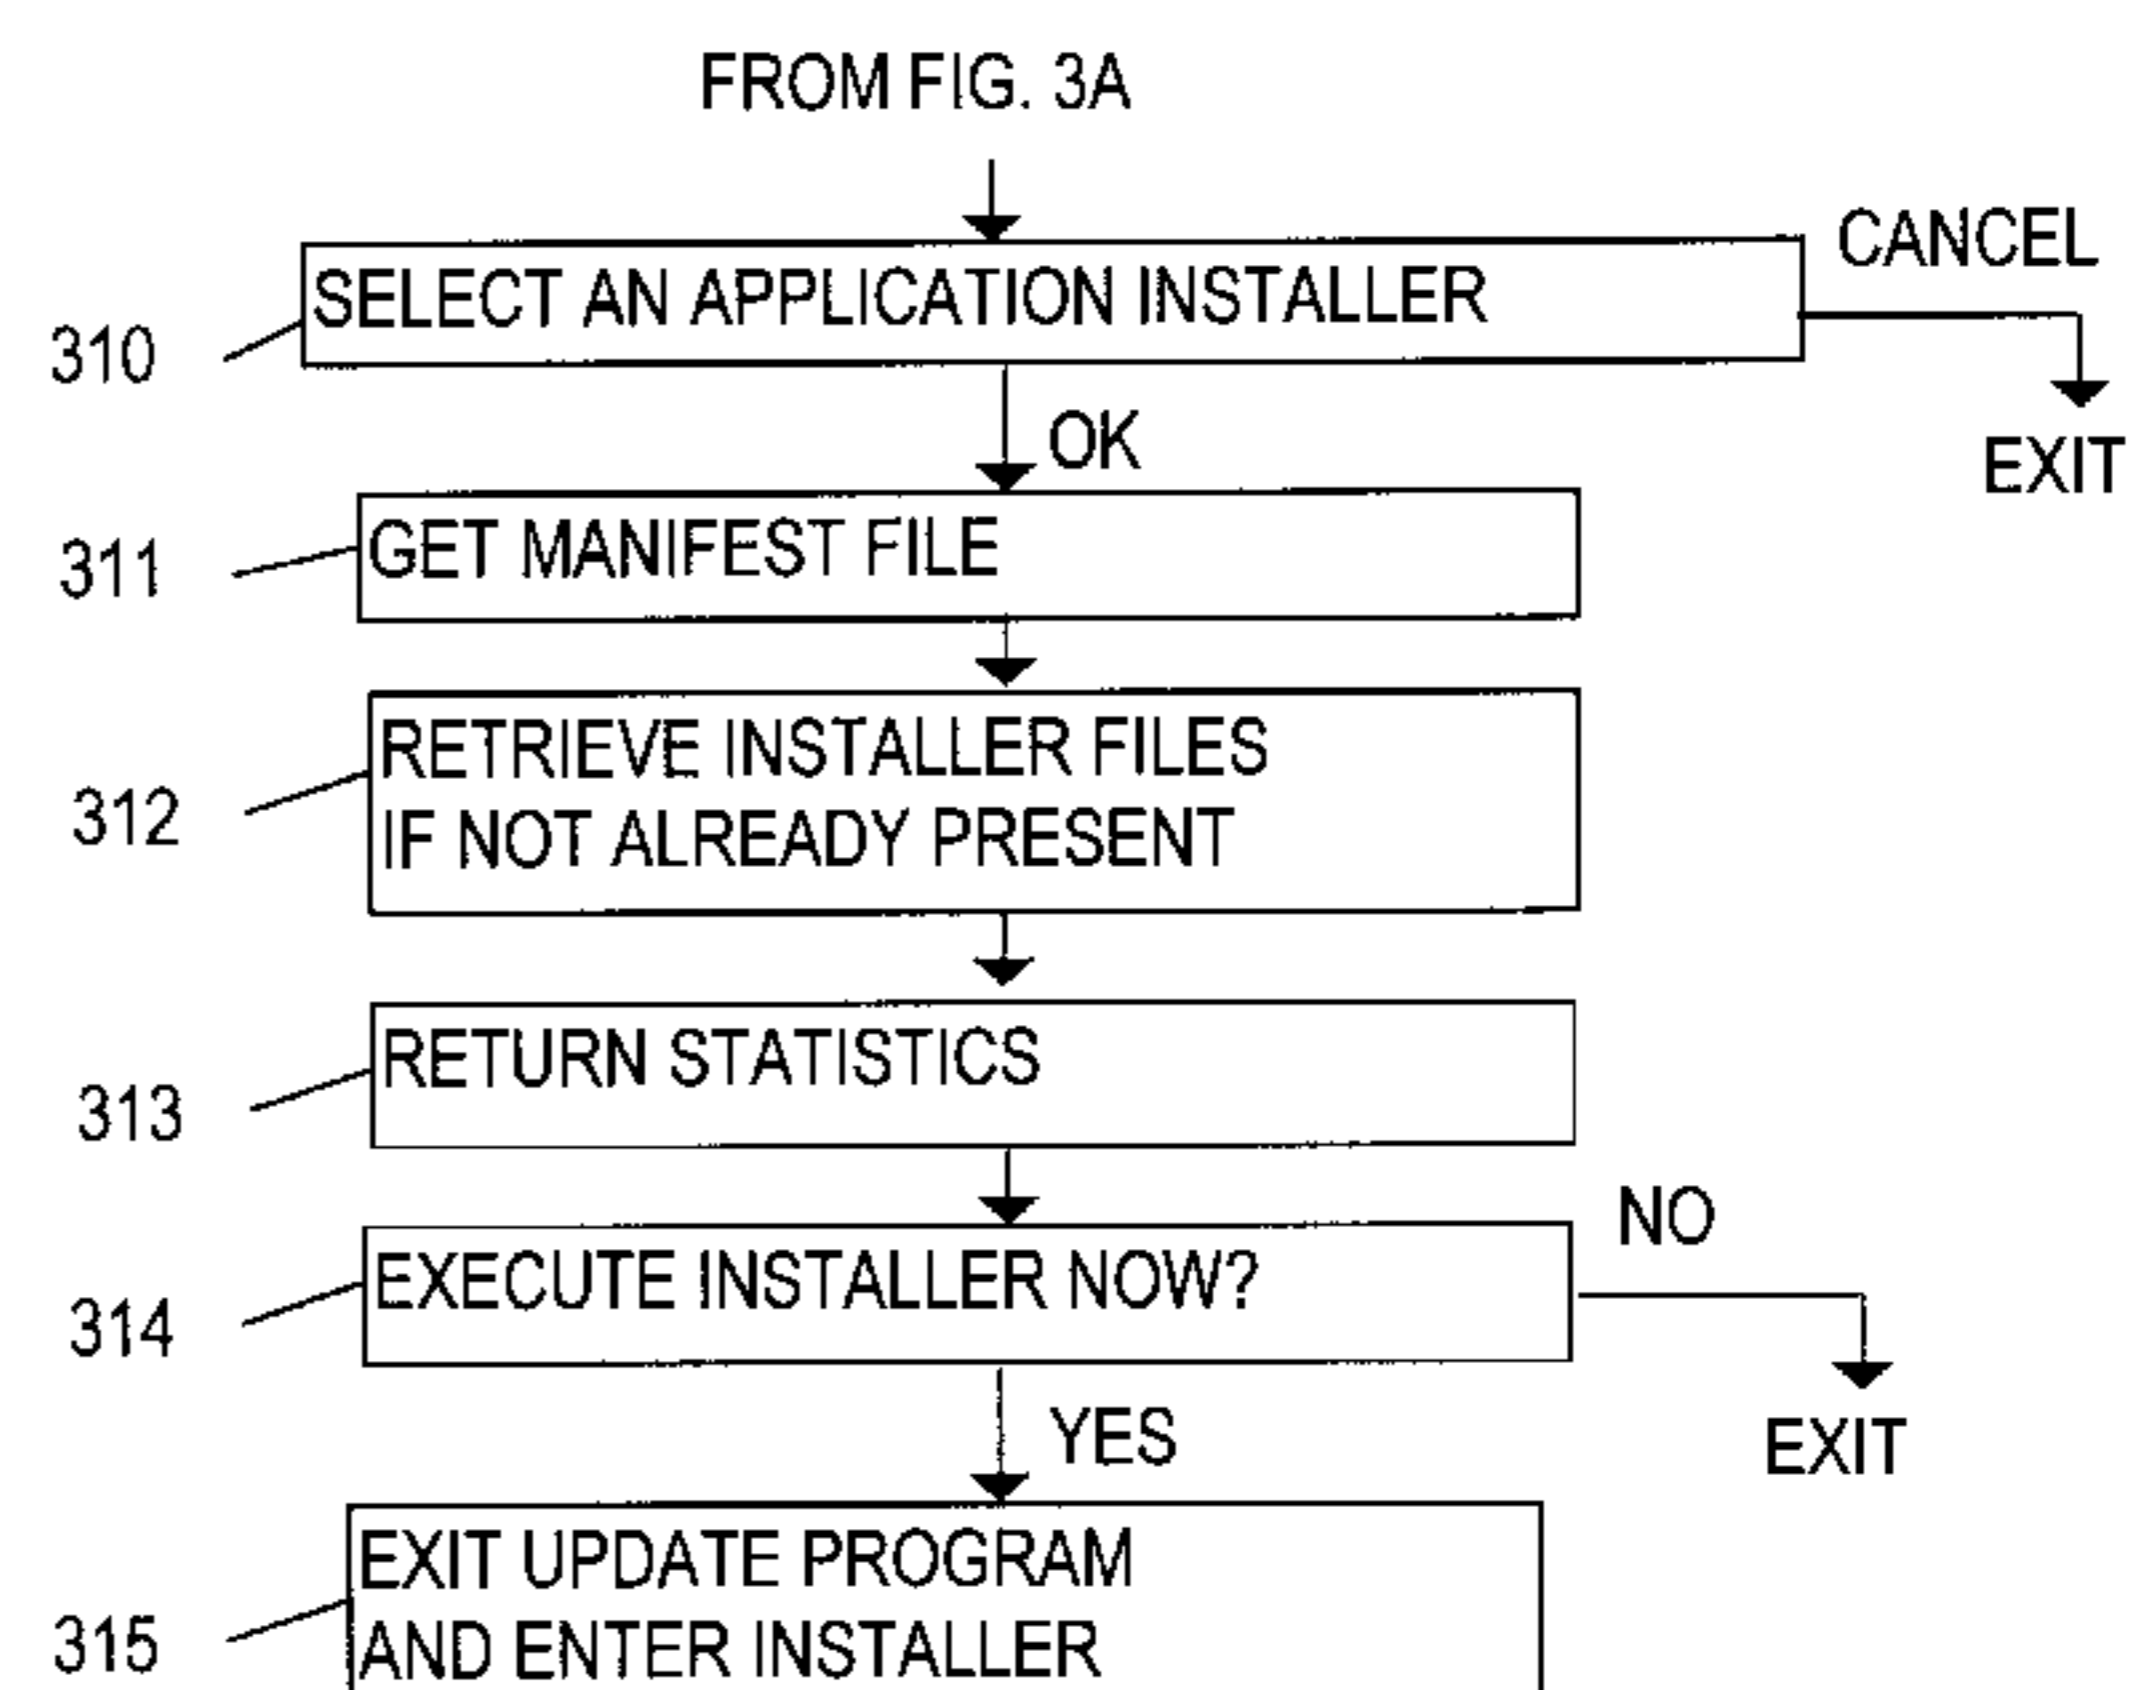 FROM FIG. 3A
CANCEL
SELECT AN APPLICATION INSTALLER
310
EXIT
OK
GET MANIFEST FILE
311
RETRIEVE INSTALLER FILES
IF NOT ALREADY PRESENT
312
RETURN STATISTICS
313
NO
EXECUTE INSTALLER NOW?
314
EXIT
YES
EXIT UPDATE PROGRAM
AND ENTER INSTALLER
315